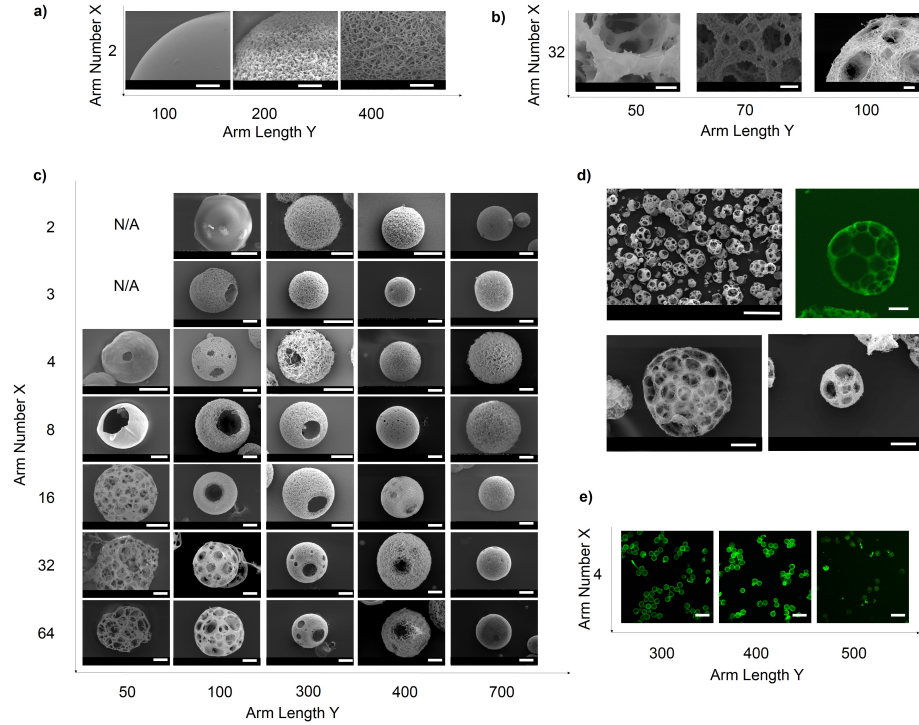 a)
Arm Number X
2
100 200 400
Arm Length Y
b)
Arm Number X
32
50 70 100
Arm Length Y
c)
Arm Number X
2 N/A
3 N/A
4
8
16
32
64
50 100 300 400 700
Arm Length Y
d)
e)
Arm Number X
4
300 400 500
Arm Length Y